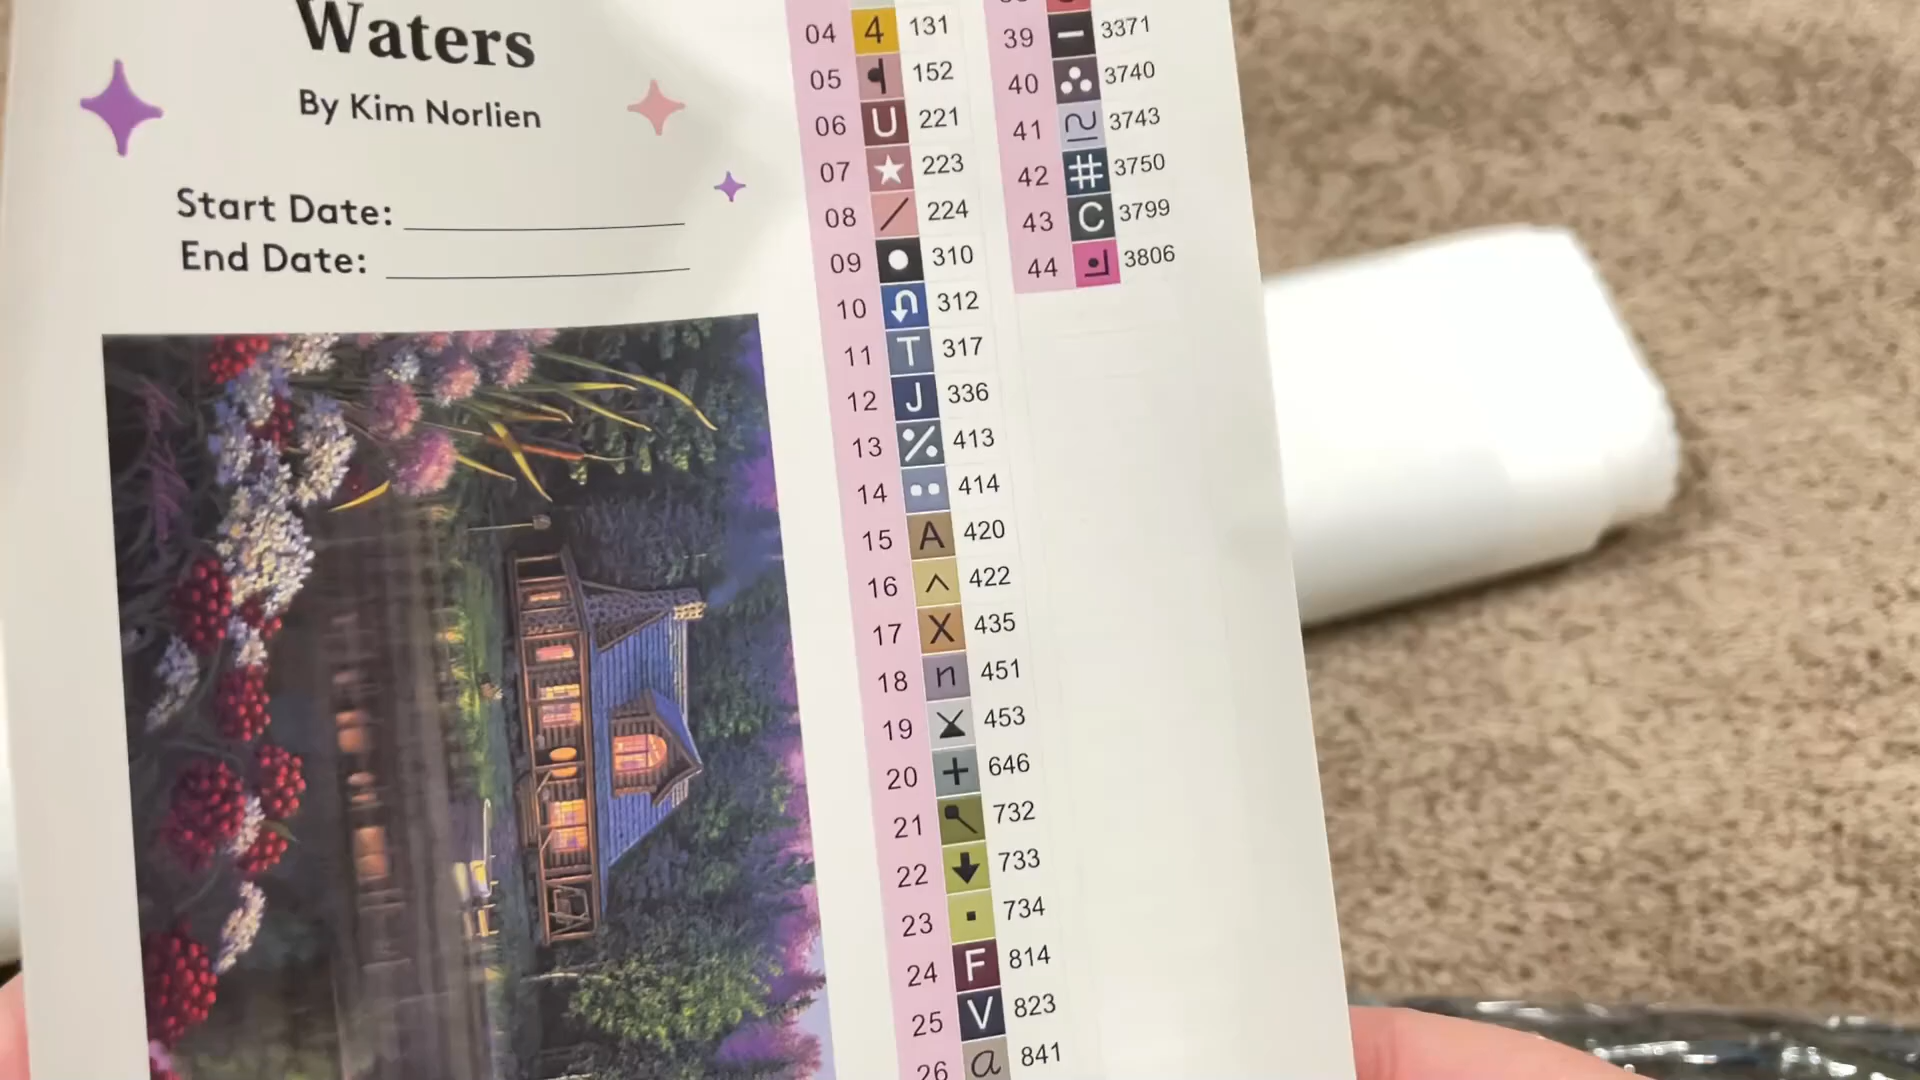 Waters
By Kim Norlien
Start Date:
End Date:
04 4 131
05 152
06 U 221
07 223
08 / 224
09 310
10 312
11 T 317
12 J 336
13 413
14 414
15 A 420
16 ^ 422
17 X 435
18 n 451
19 453
20 + 646
21 732
22 733
23 734
24 F 814
25 V 823
26 a 841
39 3371
40 3740
41 3743
42 # 3750
43 C 3799
44 3806